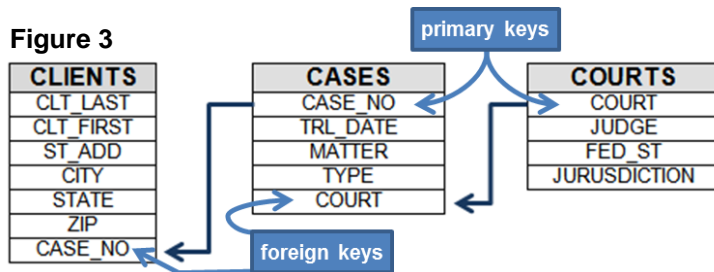 Figure 3
primary keys
CLIENTS
CLT_LAST
CLT_FIRST
ST_ADD
CITY
STATE
ZIP
CASE_NO
CASES
CASE_NO
TRL_DATE
MATTER
TYPE
COURT
COURTS
COURT
JUDGE
FED_ST
JURUSDICTION
foreign keys